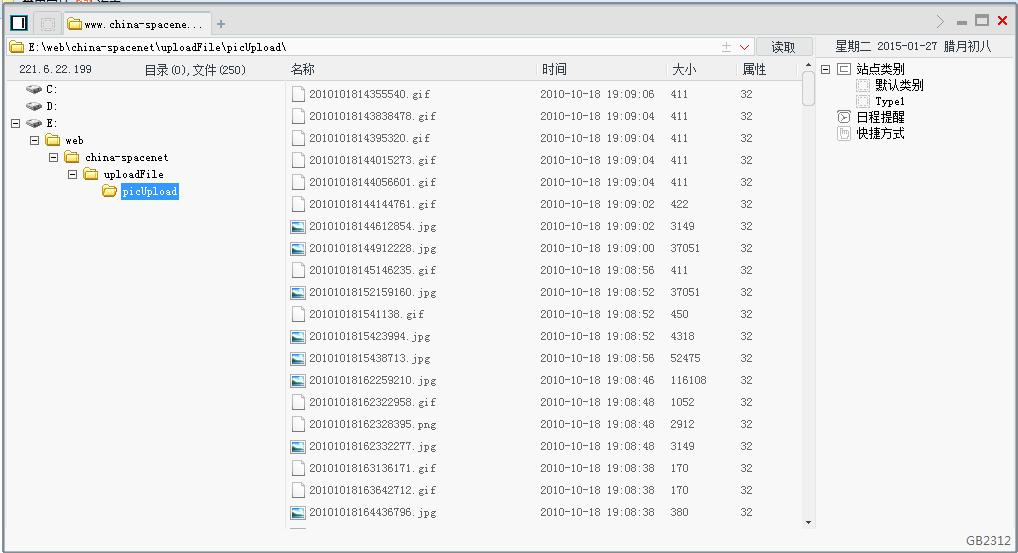 www.china-spacene...
E:\web\china-spacenet\uploadFile\picUpload\
读取
星期二 2015-01-27 腊月初八
221.6.22.199
目录(0),文件(250)
名称 时间 大小 属性
C:
D:
E:
web
china-spacenet
uploadFile
picUpload
2010101814355540.gif 2010-10-18 19:09:06 411 32
20101018143838478.gif 2010-10-18 19:09:04 411 32
2010101814395320.gif 2010-10-18 19:09:04 411 32
20101018144015273.gif 2010-10-18 19:09:04 411 32
20101018144056601.gif 2010-10-18 19:09:04 411 32
20101018144144761.gif 2010-10-18 19:09:02 422 32
20101018144612854.jpg 2010-10-18 19:09:02 3149 32
20101018144912228.jpg 2010-10-18 19:09:00 37051 32
20101018145146235.gif 2010-10-18 19:08:56 411 32
20101018152159160.jpg 2010-10-18 19:08:52 37051 32
201010181541138.gif 2010-10-18 19:08:52 450 32
2010101815423994.jpg 2010-10-18 19:08:52 4318 32
2010101815438713.jpg 2010-10-18 19:08:56 52475 32
20101018162259210.jpg 2010-10-18 19:08:46 116108 32
20101018162322958.gif 2010-10-18 19:08:48 1052 32
20101018162328395.png 2010-10-18 19:08:48 2912 32
20101018162332277.jpg 2010-10-18 19:08:48 3149 32
20101018163136171.gif 2010-10-18 19:08:38 170 32
20101018163642712.gif 2010-10-18 19:08:38 170 32
20101018164436796.jpg 2010-10-18 19:08:38 380 32
站点类别
默认类别
Type1
日程提醒
快捷方式
GB2312